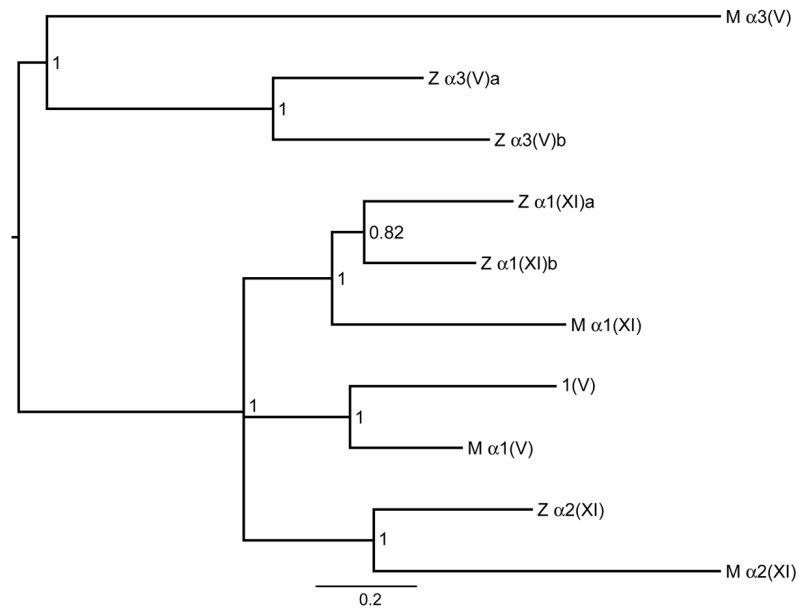 M α3(V)
1
Z α3(V)a
1
Z α3(V)b
Z α1(XI)a
0.82
Z α1(XI)b
1
M α1(XI)
1(V)
1
1
M α1(V)
Z α2(XI)
1
M α2(XI)
0.2